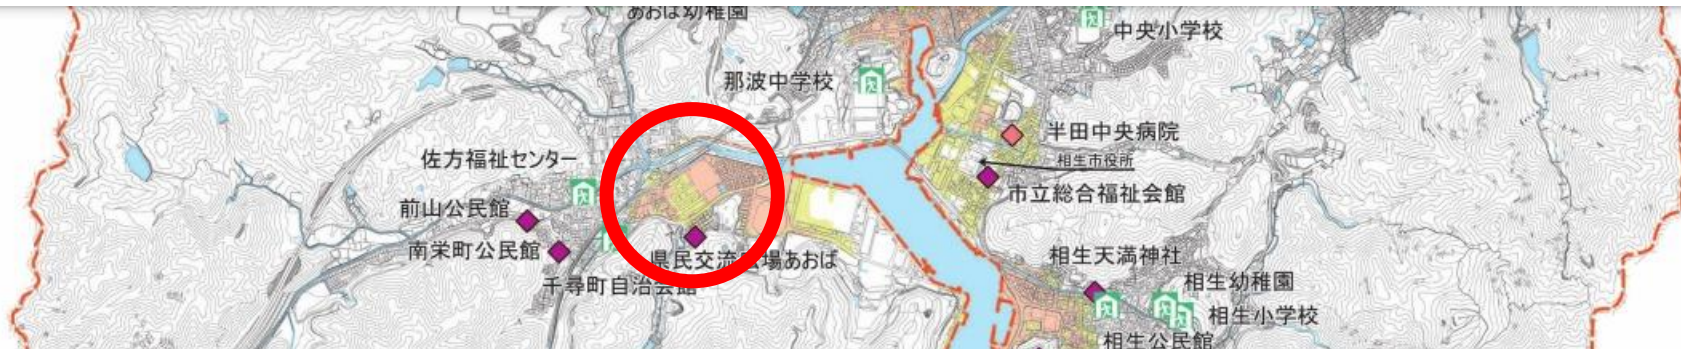 あおば幼稚園
中央小学校
那波中学校
半田中央病院
相生市役所
佐方福祉センター
市立総合福祉会館
前山公民館
南栄町公民館
県民交流広場あおば
相生天満神社
千尋町自治会館
相生幼稚園
相生小学校
相生公民館